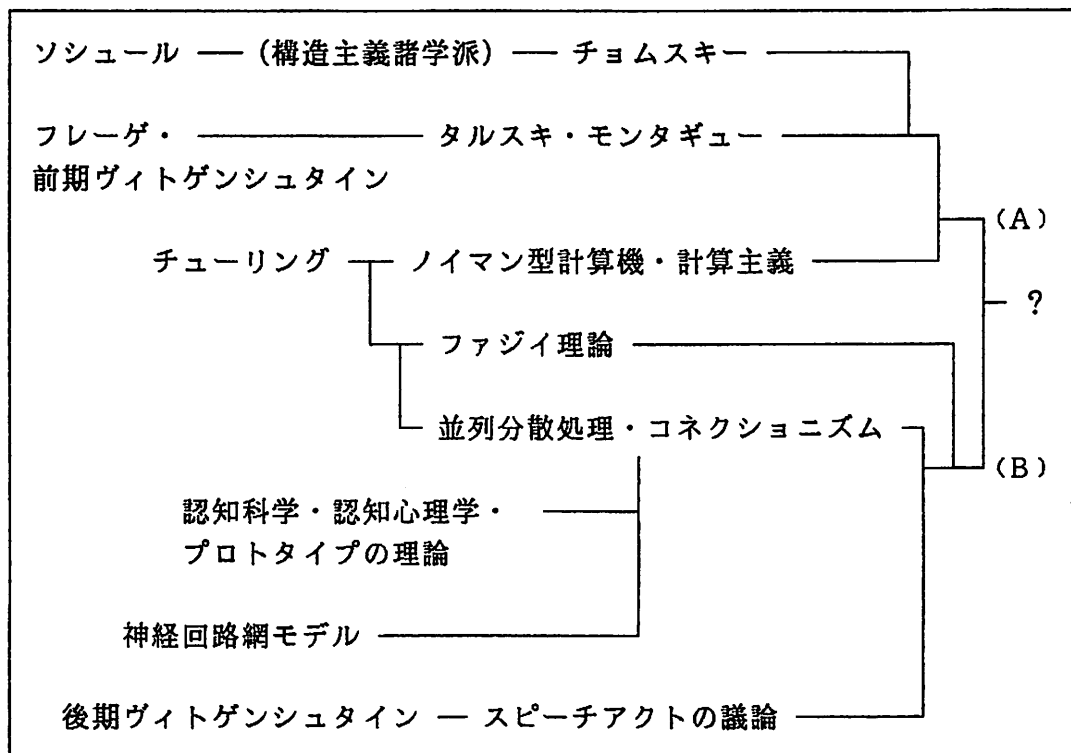 ソシュール ── (構造主義諸学派) ── チョムスキー
フレーゲ・ ── タルスキ・モンタギュー
前期ヴィトゲンシュタイン
(A)
チューリング ── ノイマン型計算機・計算主義
?
ファジイ理論
並列分散処理・コネクショニズム
(B)
認知科学・認知心理学・
プロトタイプの理論
神経回路網モデル
後期ヴィトゲンシュタイン ─ スピーチアクトの議論